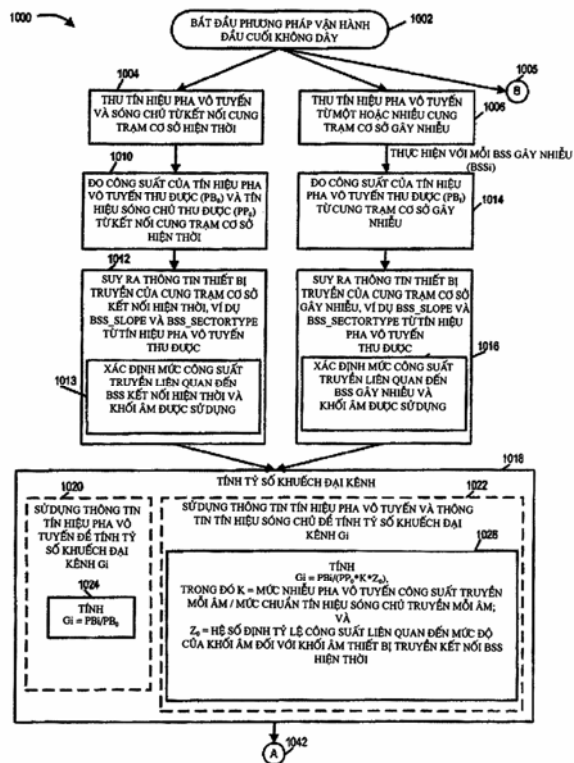 1000
BẮT ĐẦU PHƯƠNG PHÁP VẬN HÀNH
ĐẦU CUỐI KHÔNG DÂY
1002
1004
THU TÍN HIỆU PHA VÔ TUYẾN
VÀ SÓNG CHỦ TỪ KẾT NỐI CUNG
TRẠM CƠ SỞ HIỆN THỜI
THU TÍN HIỆU PHA VÔ TUYẾN
TỪ MỘT HOẶC NHIỀU CUNG
TRẠM CƠ SỞ GÂY NHIỄU
1006
1005
B
THỰC HIỆN VỚI MỖI BSS GÂY NHIỄU
(BSSi)
1010
ĐO CÔNG SUẤT CỦA TÍN HIỆU PHA
VÔ TUYẾN THU ĐƯỢC (PB₀) VÀ TÍN
HIỆU SÓNG CHỦ THU ĐƯỢC (PP₀)
TỪ KẾT NỐI CUNG TRẠM CƠ SỞ
HIỆN THỜI
ĐO CÔNG SUẤT CỦA TÍN HIỆU PHA
VÔ TUYẾN THU ĐƯỢC (PBᵢ)
TỪ CUNG TRẠM CƠ SỞ GÂY
NHIỄU
1014
1012
SUY RA THÔNG TIN THIẾT BỊ
TRUYỀN CỦA CUNG TRẠM CƠ SỞ
KẾT NỐI HIỆN THỜI, VÍ DỤ
BSS_SLOPE VÀ BSS_SECTORTYPE
TỪ TÍN HIỆU PHA VÔ TUYẾN
THU ĐƯỢC
1013
XÁC ĐỊNH MỨC CÔNG SUẤT
TRUYỀN LIÊN QUAN ĐẾN
BSS KẾT NỐI HIỆN THỜI VÀ
KHỐI ÂM ĐƯỢC SỬ DỤNG
SUY RA THÔNG TIN THIẾT BỊ
TRUYỀN CỦA CUNG TRẠM CƠ SỞ
GÂY NHIỄU, VÍ DỤ BSS_SLOPE VÀ
BSS_SECTORTYPE TỪ TÍN HIỆU
PHA VÔ TUYẾN
THU ĐƯỢC
1016
XÁC ĐỊNH MỨC CÔNG SUẤT
TRUYỀN LIÊN QUAN ĐẾN
BSS GÂY NHIỄU VÀ
KHỐI ÂM ĐƯỢC SỬ DỤNG
1018
TÍNH TỶ SỐ KHUẾCH ĐẠI KÊNH
1020
SỬ DỤNG THÔNG TIN
TÍN HIỆU PHA VÔ
TUYẾN ĐỂ TÍNH TỶ
SỐ KHUẾCH ĐẠI
KÊNH Gi
1024
TÍNH
Gi = PBi/PB₀
1022
SỬ DỤNG THÔNG TIN TÍN HIỆU PHA VÔ TUYẾN VÀ THÔNG
TIN TÍN HIỆU SÓNG CHỦ ĐỂ TÍNH TỶ SỐ KHUẾCH ĐẠI
KÊNH Gi
1026
TÍNH
Gi = PBi/(PP₀*K*Z₀),
TRONG ĐÓ K = MỨC NHIỄU PHA VÔ TUYẾN CÔNG SUẤT TRUYỀN
MỖI ÂM / MỨC CHUẨN TÍN HIỆU SÓNG CHỦ TRUYỀN MỖI ÂM;
VÀ
Z₀ = HỆ SỐ ĐỊNH TỶ LỆ CÔNG SUẤT LIÊN QUAN ĐẾN MỨC ĐỘ
CỦA KHỐI ÂM ĐỐI VỚI KHỐI ÂM THIẾT BỊ TRUYỀN KẾT NỐI BSS
HIỆN THỜI
A
1042